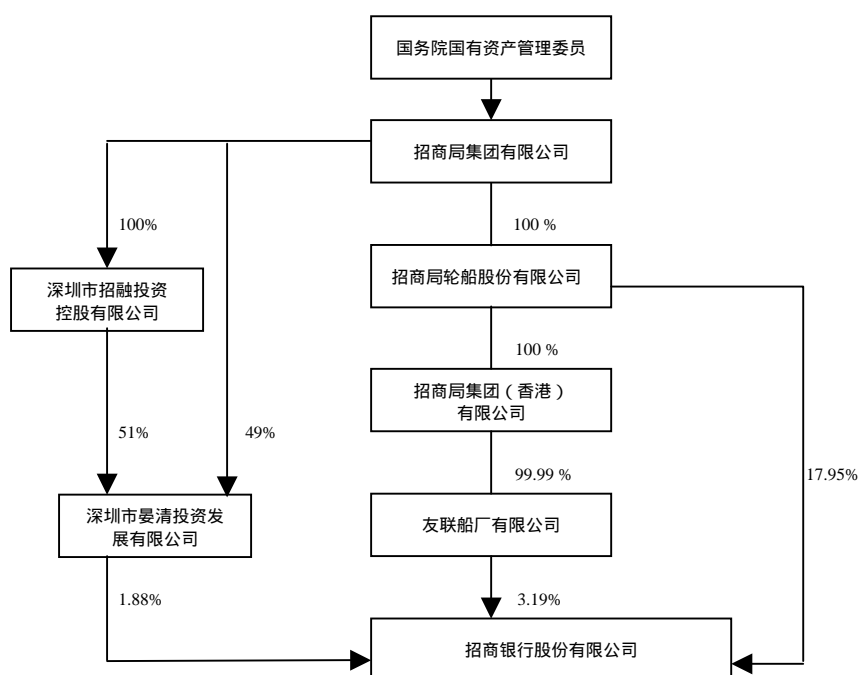 国务院国有资产管理委员
招商局集团有限公司
100%
100 %
深圳市招融投资
控股有限公司
招商局轮船股份有限公司
100 %
招商局集团（香港）
有限公司
51%
49%
99.99 %
17.95%
深圳市晏清投资发
展有限公司
友联船厂有限公司
1.88%
3.19%
招商银行股份有限公司